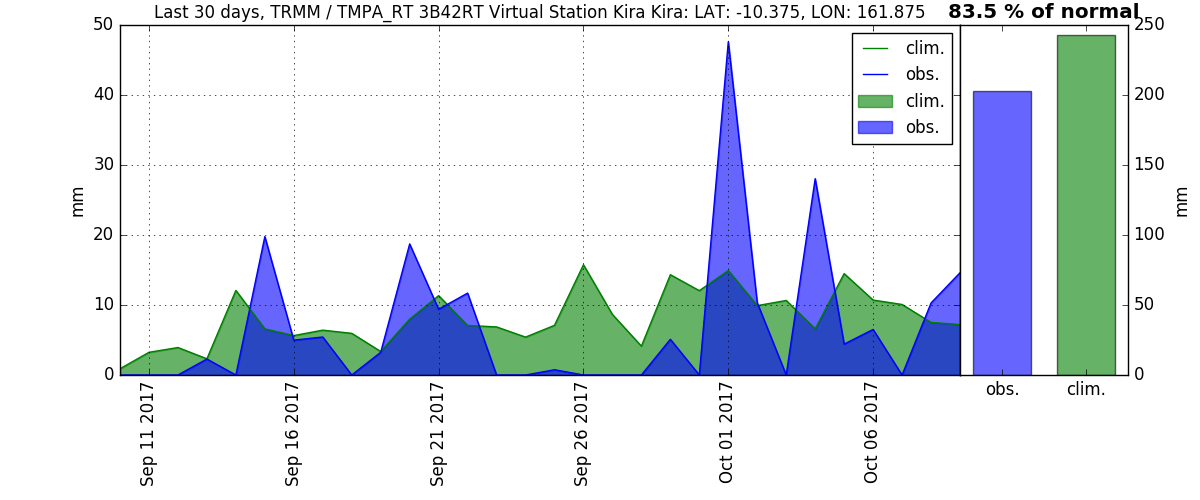 Last 30 days, TRMM / TMPA_RT 3B42RT Virtual Station Kira Kira: LAT: -10.375, LON: 161.875
83.5 % of normal
50
40
30
20
10
0
mm
clim.
obs.
clim.
obs.
250
200
150
100
50
0
mm
Sep 11 2017
Sep 16 2017
Sep 21 2017
Sep 26 2017
Oct 01 2017
Oct 06 2017
obs.
clim.